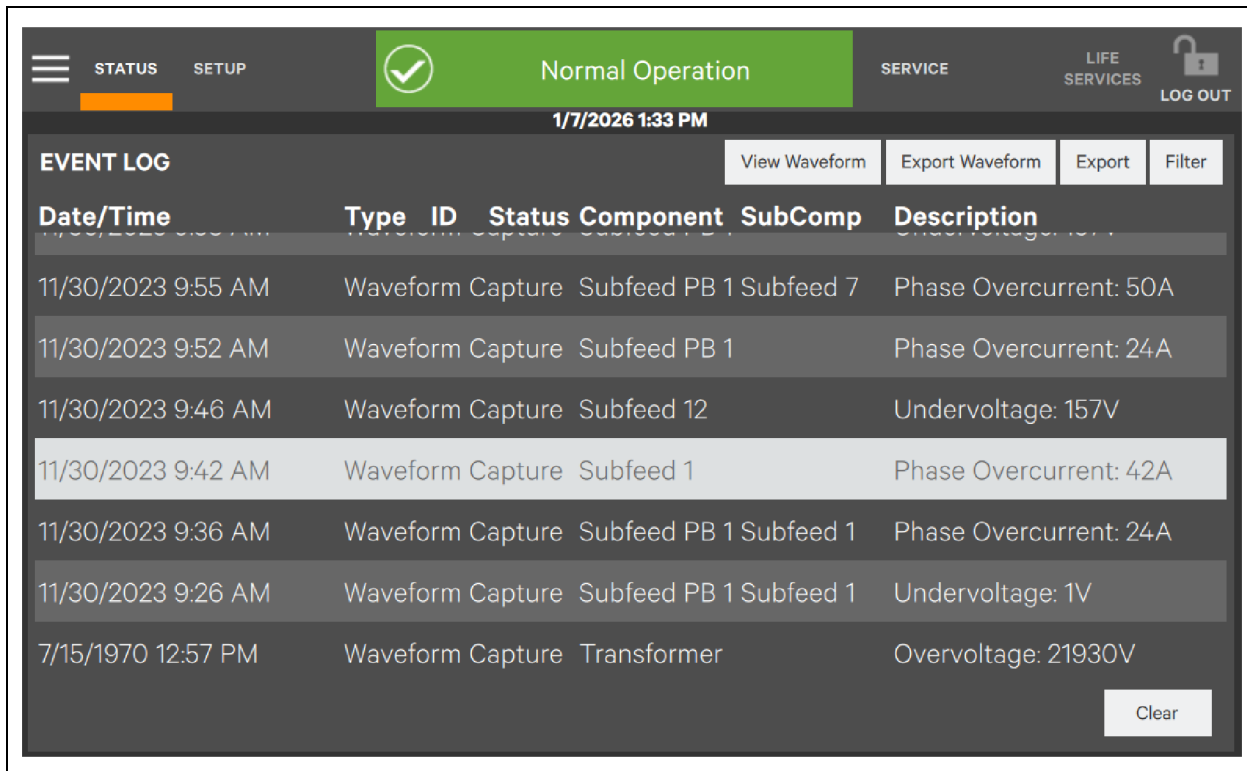 STATUS SETUP Normal Operation SERVICE LIFE SERVICES LOG OUT
1/7/2026 1:33 PM
EVENT LOG View Waveform Export Waveform Export Filter
Date/Time Type ID Status Component SubComp Description
11/30/2023 9:55 AM Waveform Capture Subfeed PB 1 Subfeed 7 Phase Overcurrent: 50A
11/30/2023 9:52 AM Waveform Capture Subfeed PB 1 Phase Overcurrent: 24A
11/30/2023 9:46 AM Waveform Capture Subfeed 12 Undervoltage: 157V
11/30/2023 9:42 AM Waveform Capture Subfeed 1 Phase Overcurrent: 42A
11/30/2023 9:36 AM Waveform Capture Subfeed PB 1 Subfeed 1 Phase Overcurrent: 24A
11/30/2023 9:26 AM Waveform Capture Subfeed PB 1 Subfeed 1 Undervoltage: 1V
7/15/1970 12:57 PM Waveform Capture Transformer Overvoltage: 21930V
Clear